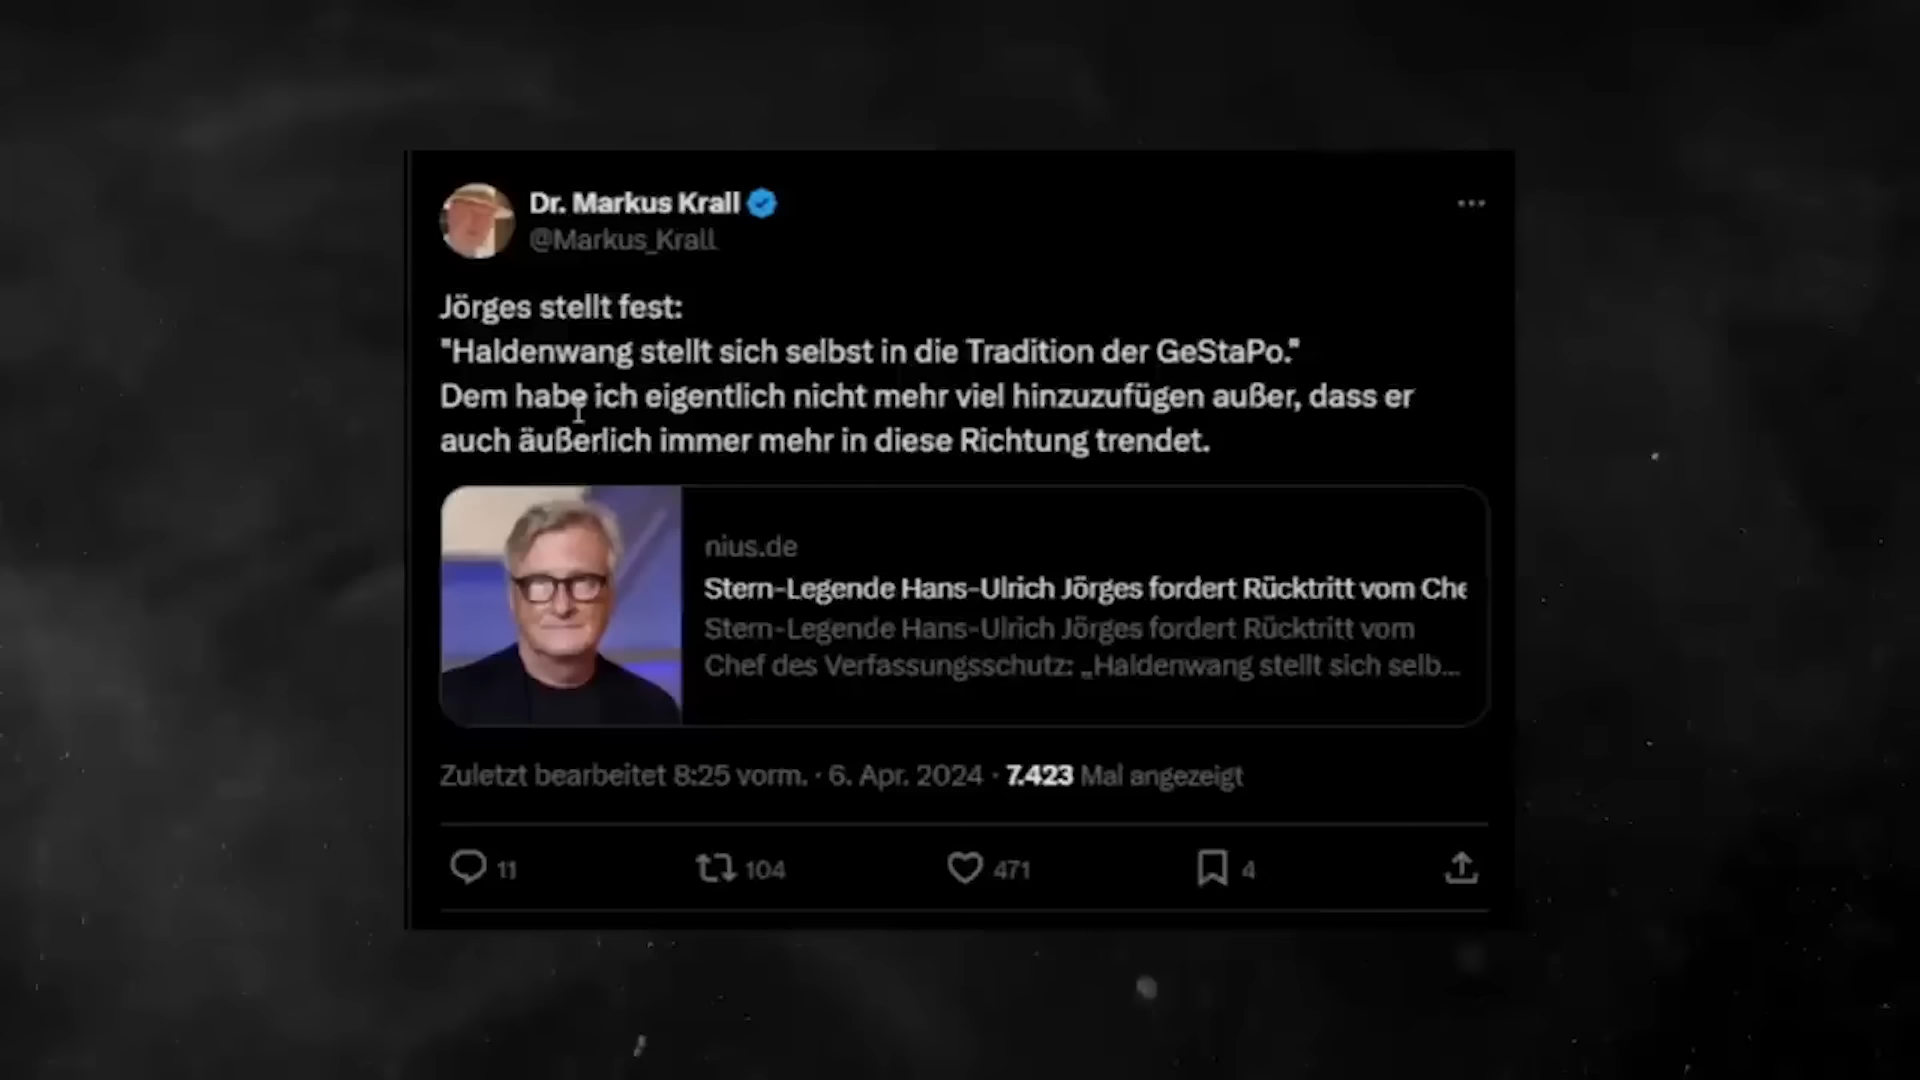 Dr. Markus Krall
@Markus_Krall
Jörges stellt fest:
"Haldenwang stellt sich selbst in die Tradition der GeStaPo."
Dem habe ich eigentlich nicht mehr viel hinzuzufügen außer, dass er
auch äußerlich immer mehr in diese Richtung trendet.
nius.de
Stern-Legende Hans-Ulrich Jörges fordert Rücktritt vom Che
Stern-Legende Hans-Ulrich Jörges fordert Rücktritt vom
Chef des Verfassungsschutz: „Haldenwang stellt sich selb...
Zuletzt bearbeitet 8:25 vorm. · 6. Apr. 2024 · 7.423 Mal angezeigt
11 104 471 4